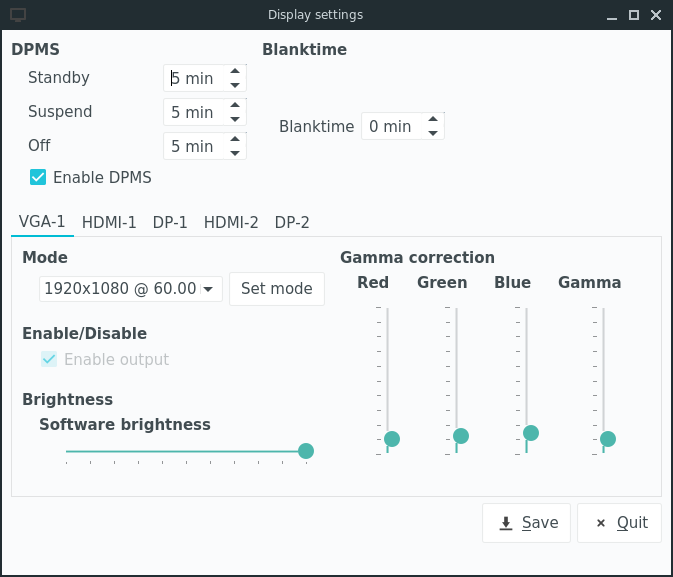 Display settings
DPMS
Blanktime
Standby
5 min
Suspend
5 min
Off
5 min
Blanktime
0 min
Enable DPMS
VGA-1
HDMI-1
DP-1
HDMI-2
DP-2
Mode
1920x1080 @ 60.00
Set mode
Enable/Disable
Enable output
Brightness
Software brightness
Gamma correction
Red
Green
Blue
Gamma
Save
Quit